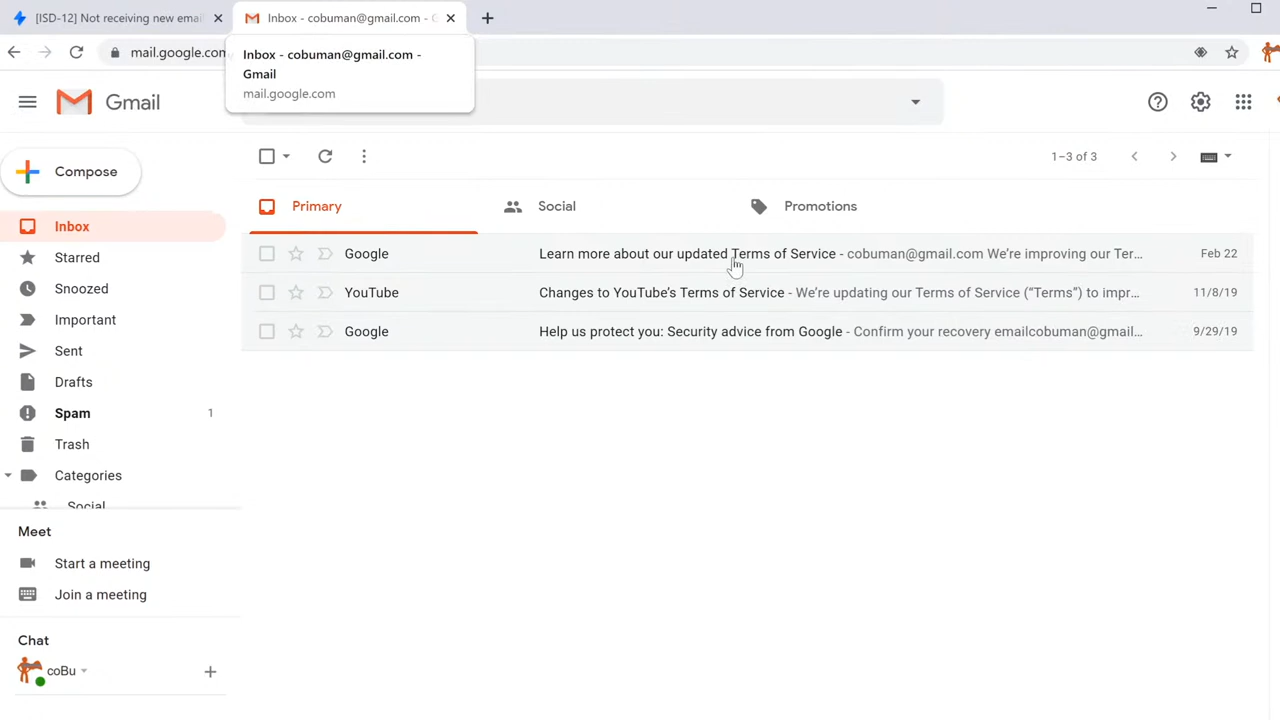 [ISD-12] Not receiving new email
Inbox - cobuman@gmail.com - G
mail.google.com
Inbox - cobuman@gmail.com -
Gmail
mail.google.com
Gmail
Compose
1–3 of 3
Inbox
Primary
Social
Promotions
Starred
Google Learn more about our updated Terms of Service - cobuman@gmail.com We’re improving our Ter... Feb 22
Snoozed
YouTube Changes to YouTube’s Terms of Service - We’re updating our Terms of Service (“Terms”) to impr... 11/8/19
Important
Google Help us protect you: Security advice from Google - Confirm your recovery emailcobuman@gmail... 9/29/19
Sent
Drafts
Spam 1
Trash
Categories
Social
Meet
Start a meeting
Join a meeting
Chat
coBu